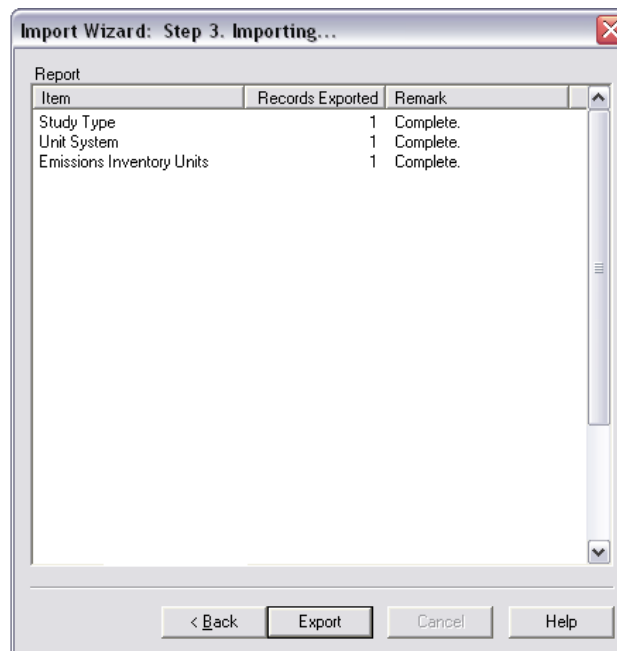 Import Wizard: Step 3. Importing...
Report
Item Records Exported Remark
Study Type 1 Complete.
Unit System 1 Complete.
Emissions Inventory Units 1 Complete.
< Back Export Cancel Help